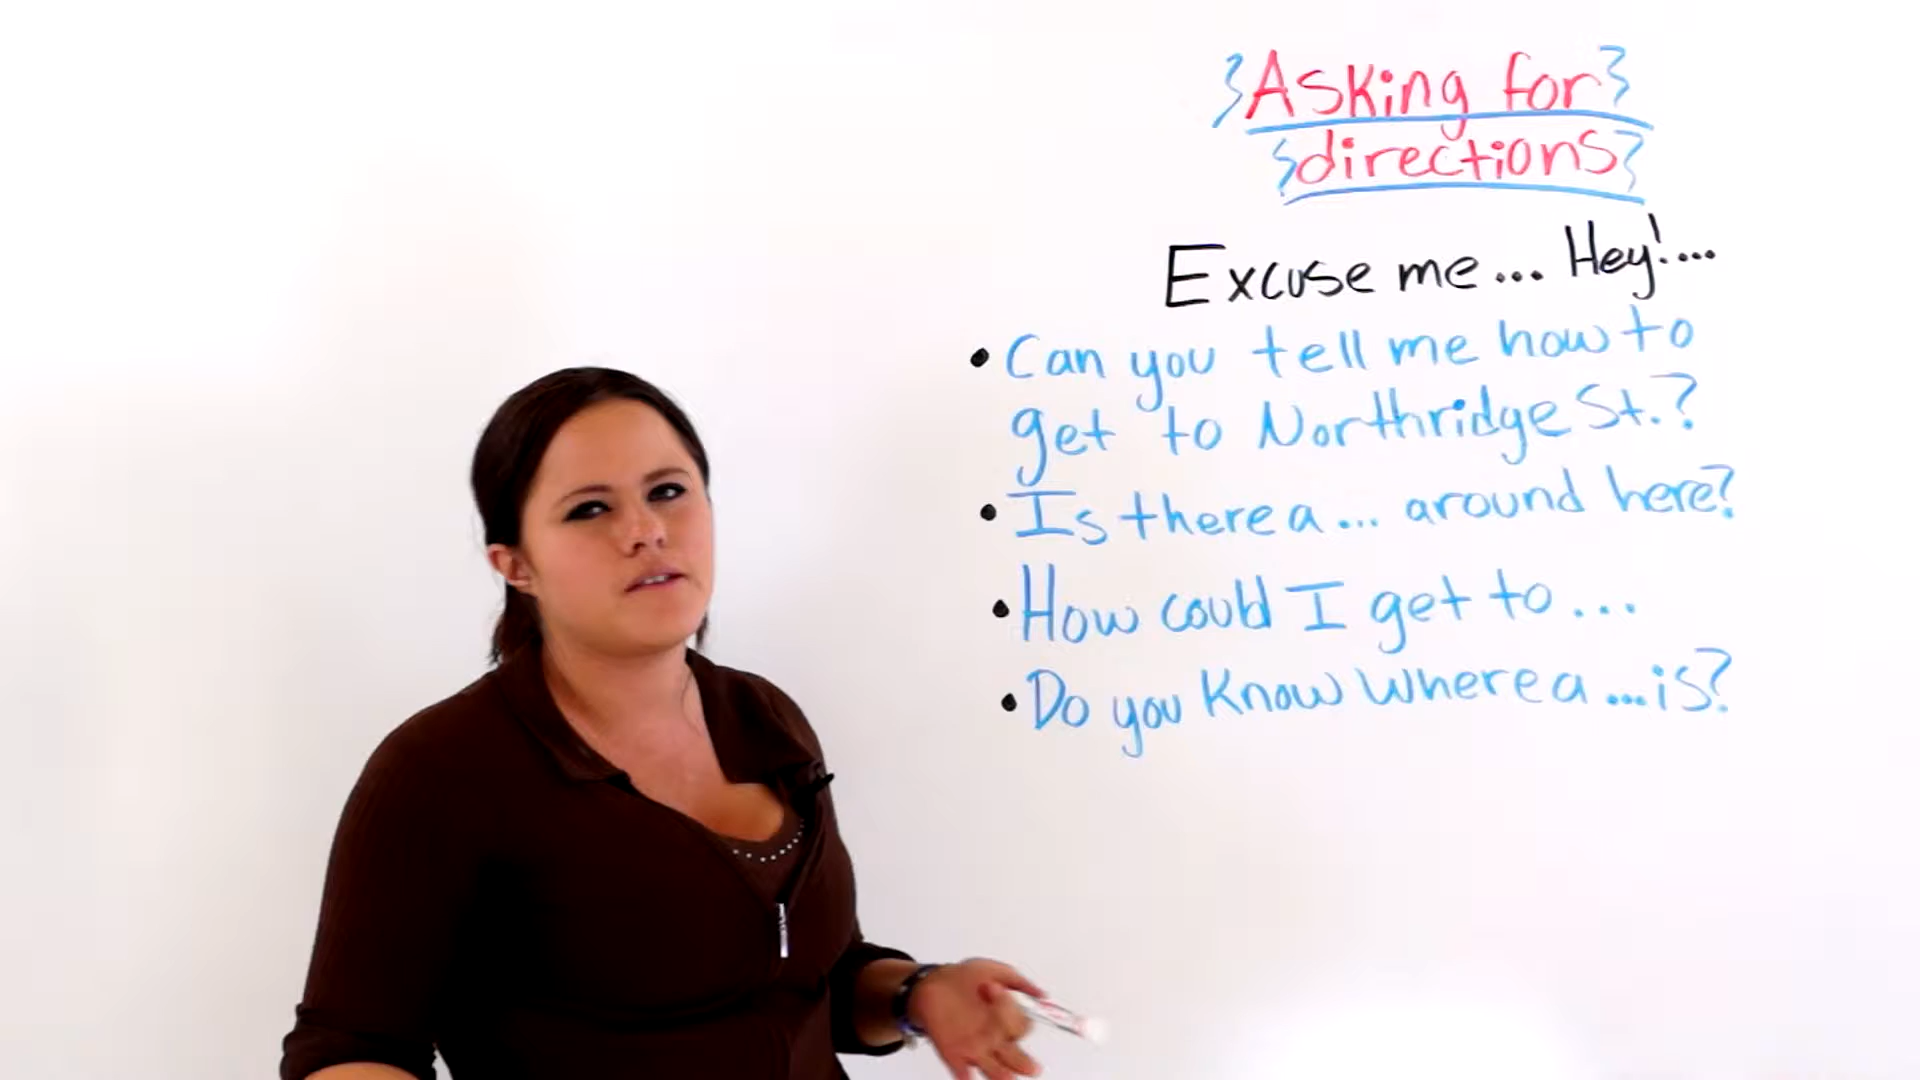 Asking for
directions
Excuse me... Hey!....
• Can you tell me how to
get to Northridge St.?
• Is there a... around here?
• How could I get to...
• Do you know where a ...is?